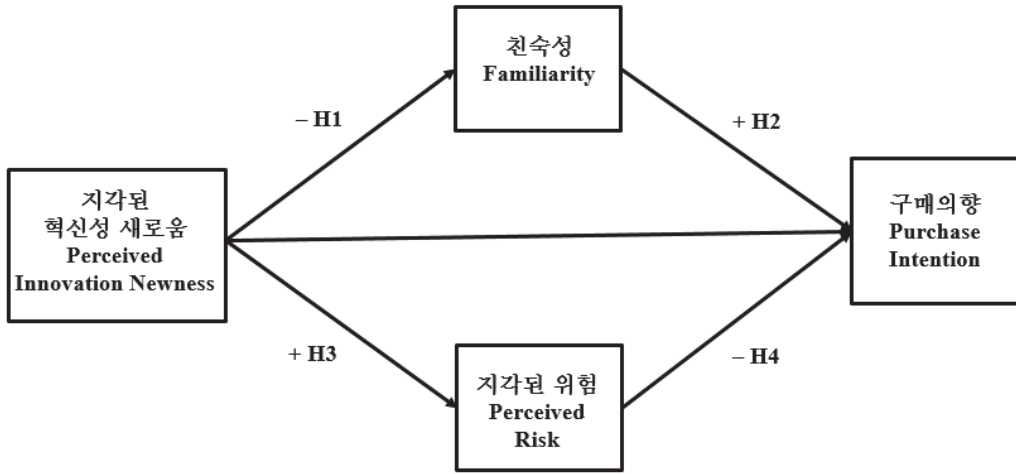 친숙성
Familiarity
– H1
+ H2
지각된
혁신성 새로움
Perceived
Innovation Newness
구매의향
Purchase
Intention
+ H3
– H4
지각된 위험
Perceived
Risk